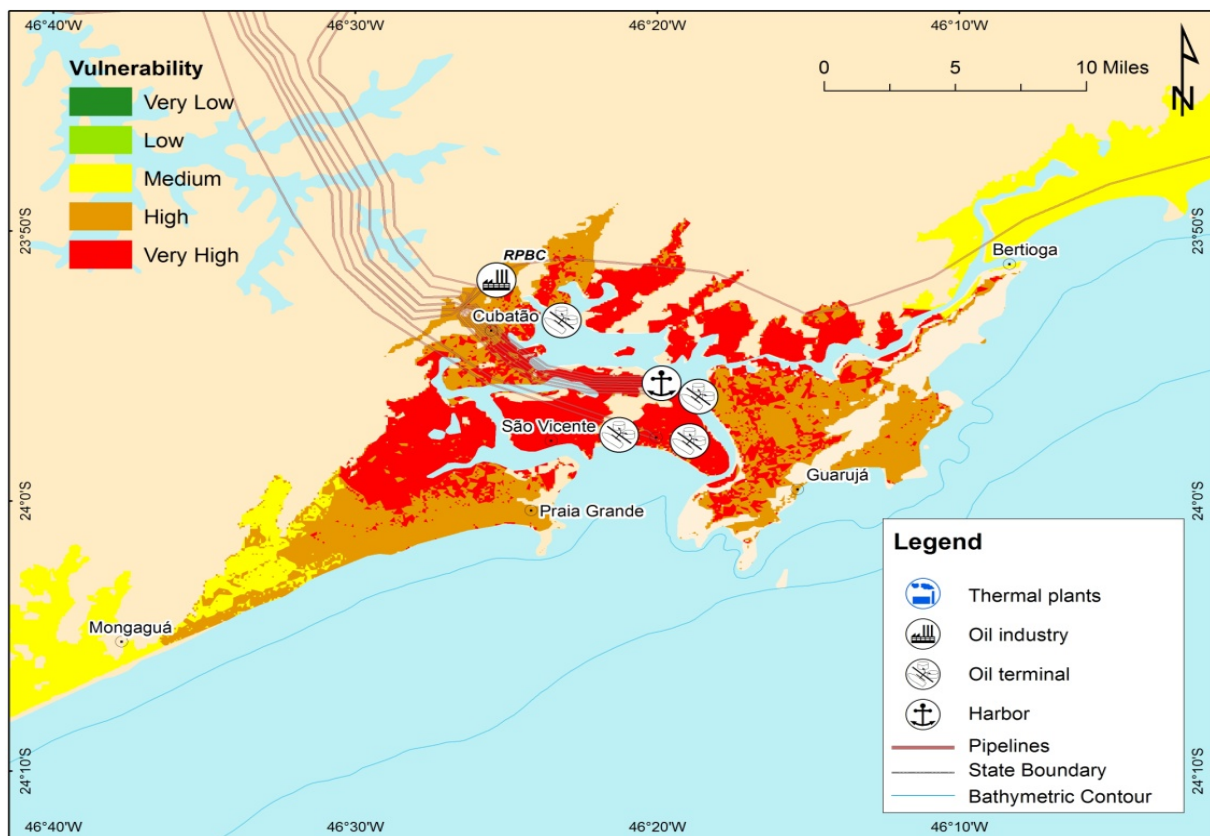 46°40'W
46°30'W
46°20'W
46°10'W
Vulnerability
Very Low
Low
Medium
High
Very High
0 5 10 Miles
N
23°50'S
23°50'S
RPBC
Bertioga
Cubatão
São Vicente
Guarujá
24°0'S
24°0'S
Praia Grande
Mongaguá
Legend
Thermal plants
Oil industry
Oil terminal
Harbor
Pipelines
State Boundary
Bathymetric Contour
24°10'S
24°10'S
46°40'W
46°30'W
46°20'W
46°10'W